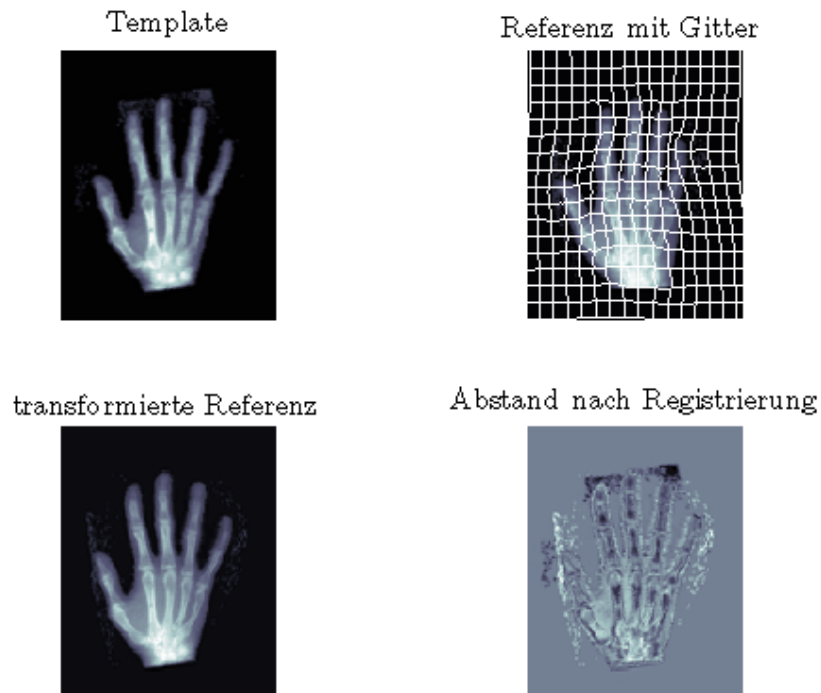 Template
Referenz mit Gitter
transformierte Referenz
Abstand nach Registrierung